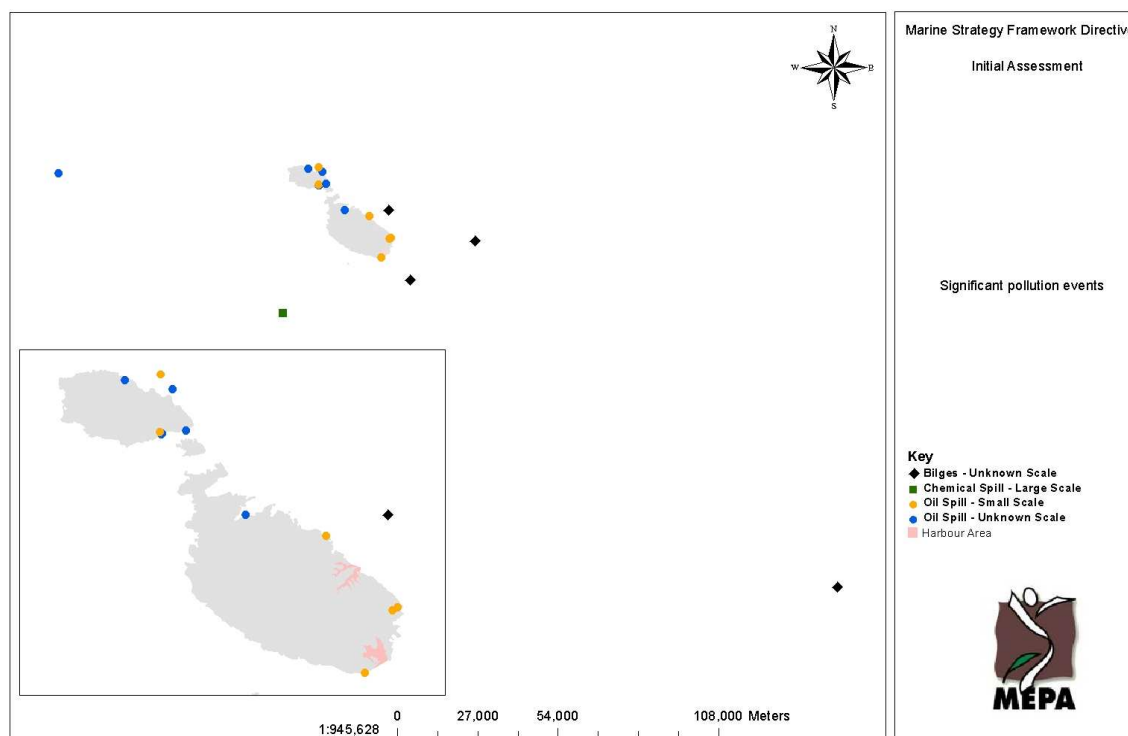 N
W E
S
Marine Strategy Framework Directive
Initial Assessment
Significant pollution events
Key
Bilges - Unknown Scale
Chemical Spill - Large Scale
Oil Spill - Small Scale
Oil Spill - Unknown Scale
Harbour Area
MEPA
0 27,000 54,000 108,000 Meters
1:945,628